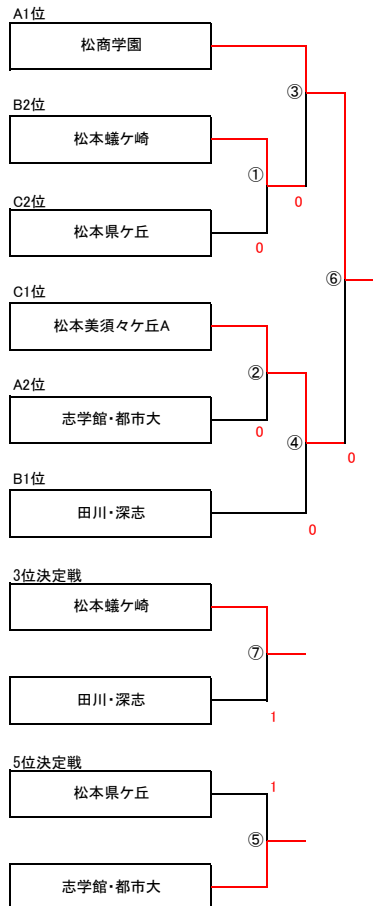 A1位
松商学園
③
B2位
松本蟻ケ崎
①
C2位
0
松本県ケ丘
0
⑥
C1位
松本美須々ケ丘A
②
A2位
志学館・都市大
0
④
0
B1位
田川・深志
0
3位決定戦
松本蟻ケ崎
⑦
田川・深志
1
5位決定戦
松本県ケ丘
1
⑤
志学館・都市大